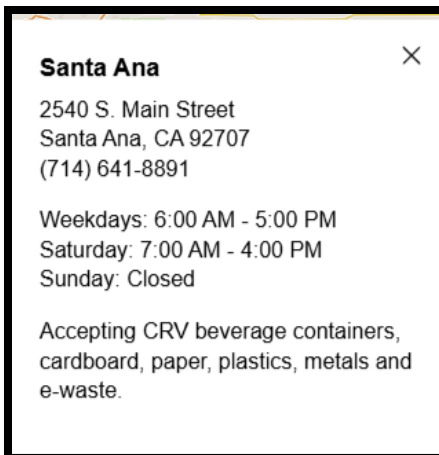 Santa Ana
2540 S. Main Street
Santa Ana, CA 92707
(714) 641-8891
Weekdays: 6:00 AM - 5:00 PM
Saturday: 7:00 AM - 4:00 PM
Sunday: Closed
Accepting CRV beverage containers,
cardboard, paper, plastics, metals and
e-waste.